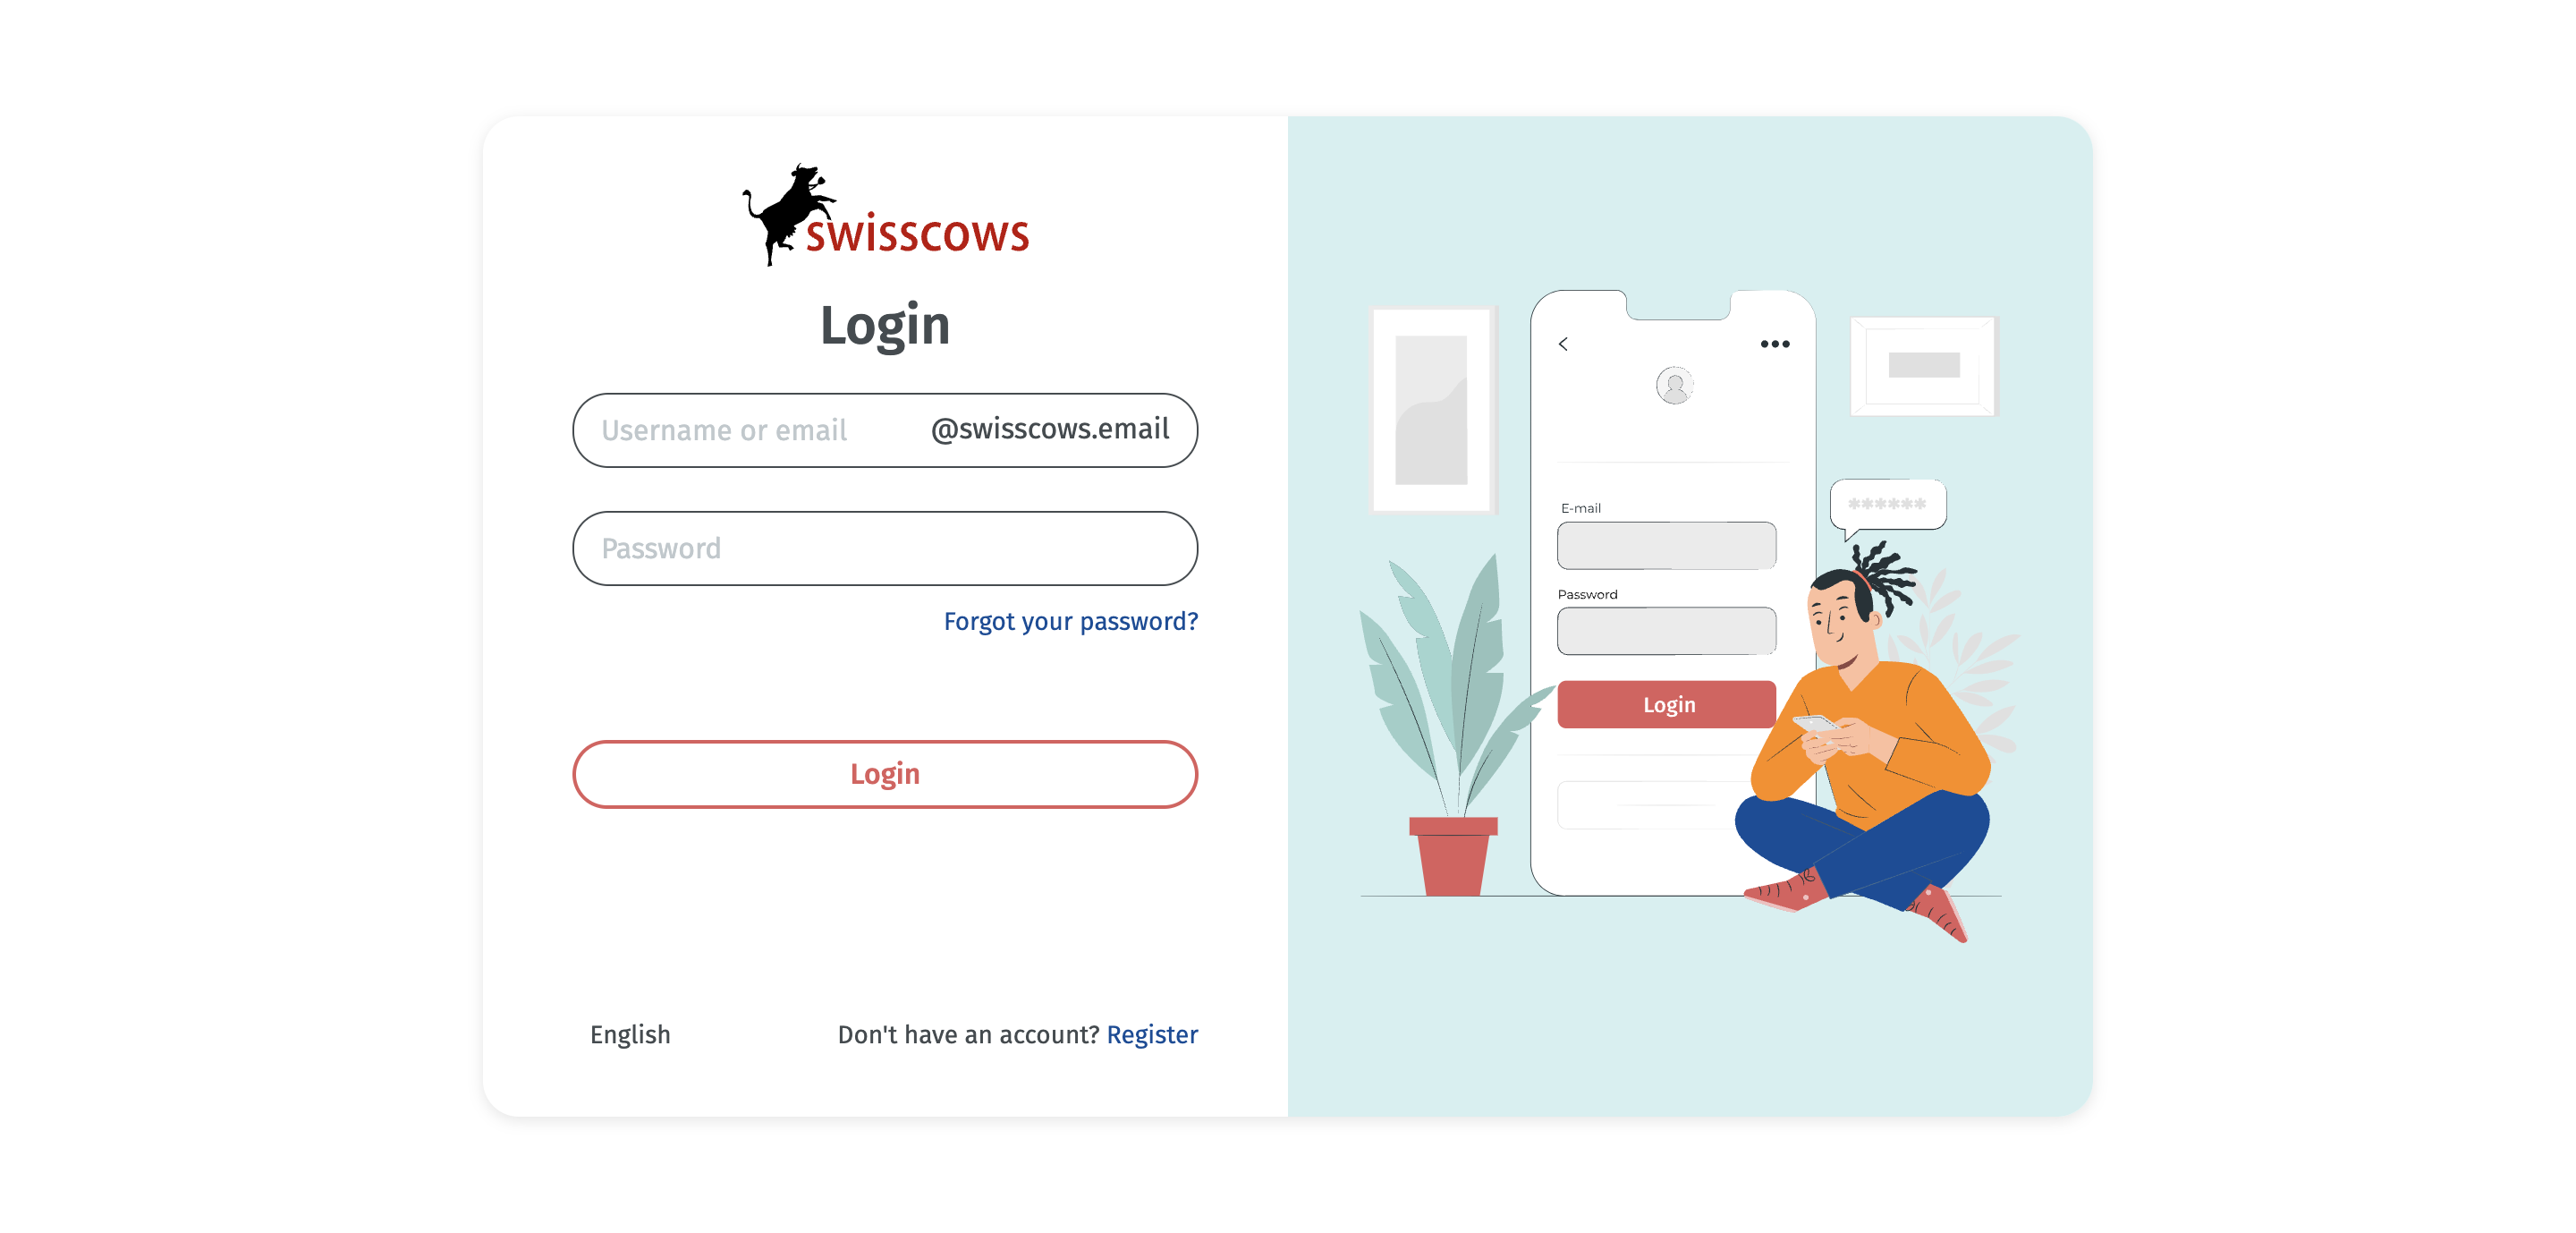 swisscows
Login
Username or email @swisscows.email
Password
Forgot your password?
Login
English Don't have an account? Register
E-mail
******
Password
Login